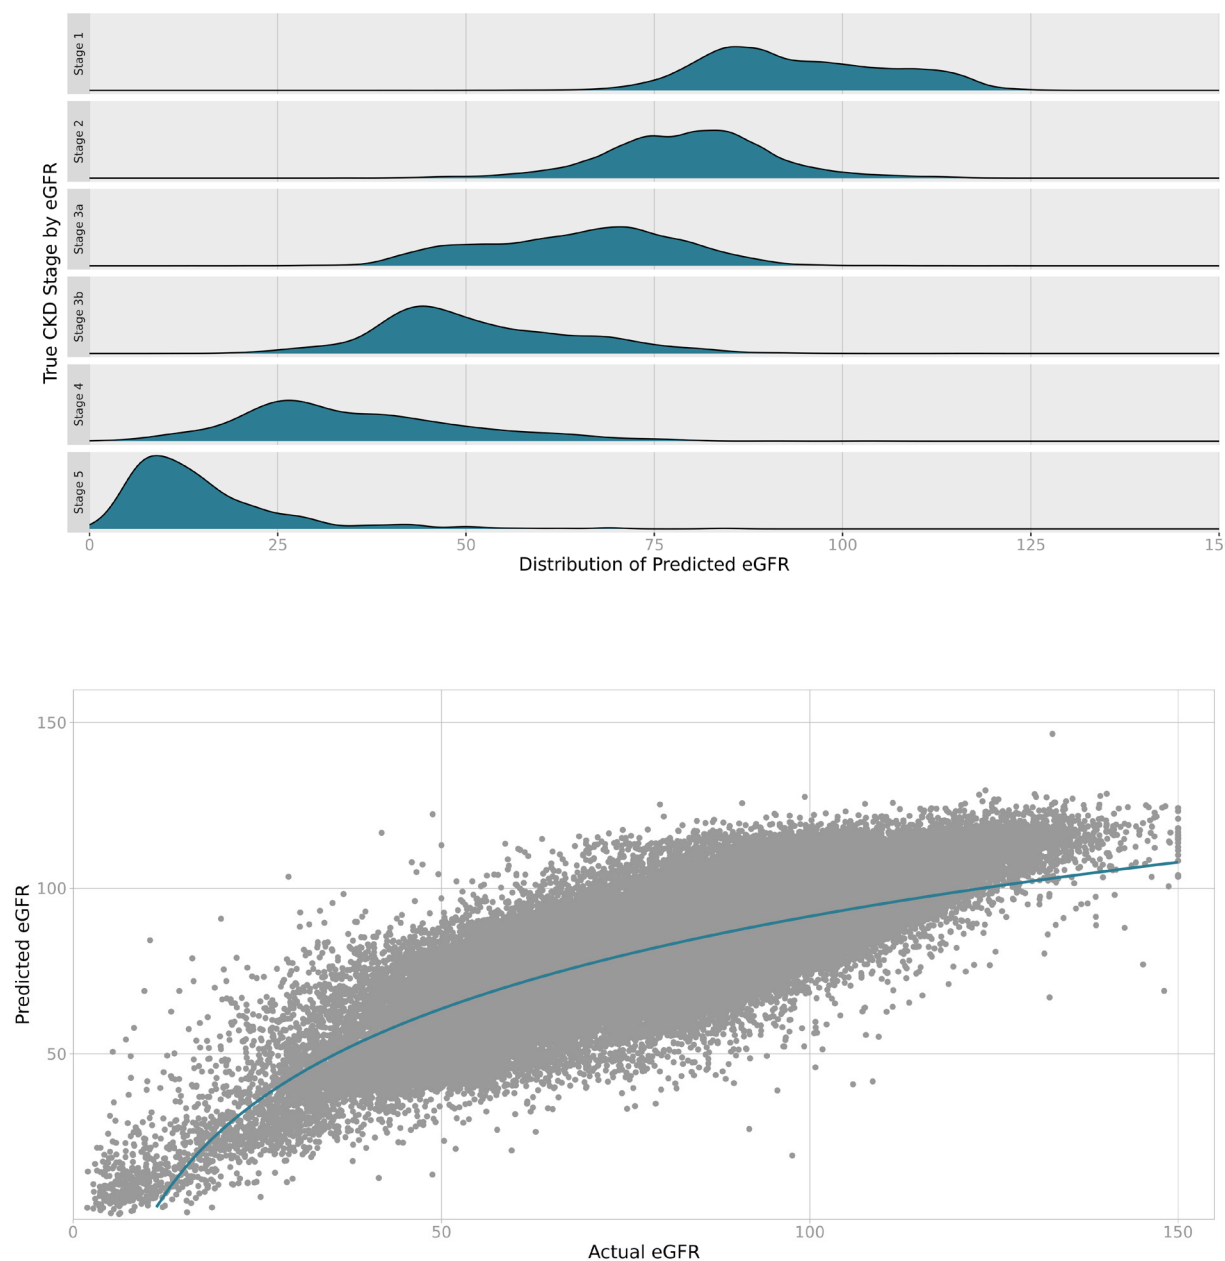 True CKD Stage by eGFR
Stage 1
Stage 2
Stage 3a
Stage 3b
Stage 4
Stage 5
0 25 50 75 100 125 15
Distribution of Predicted eGFR
Predicted eGFR
150
100
50
0 50 100 150
Actual eGFR